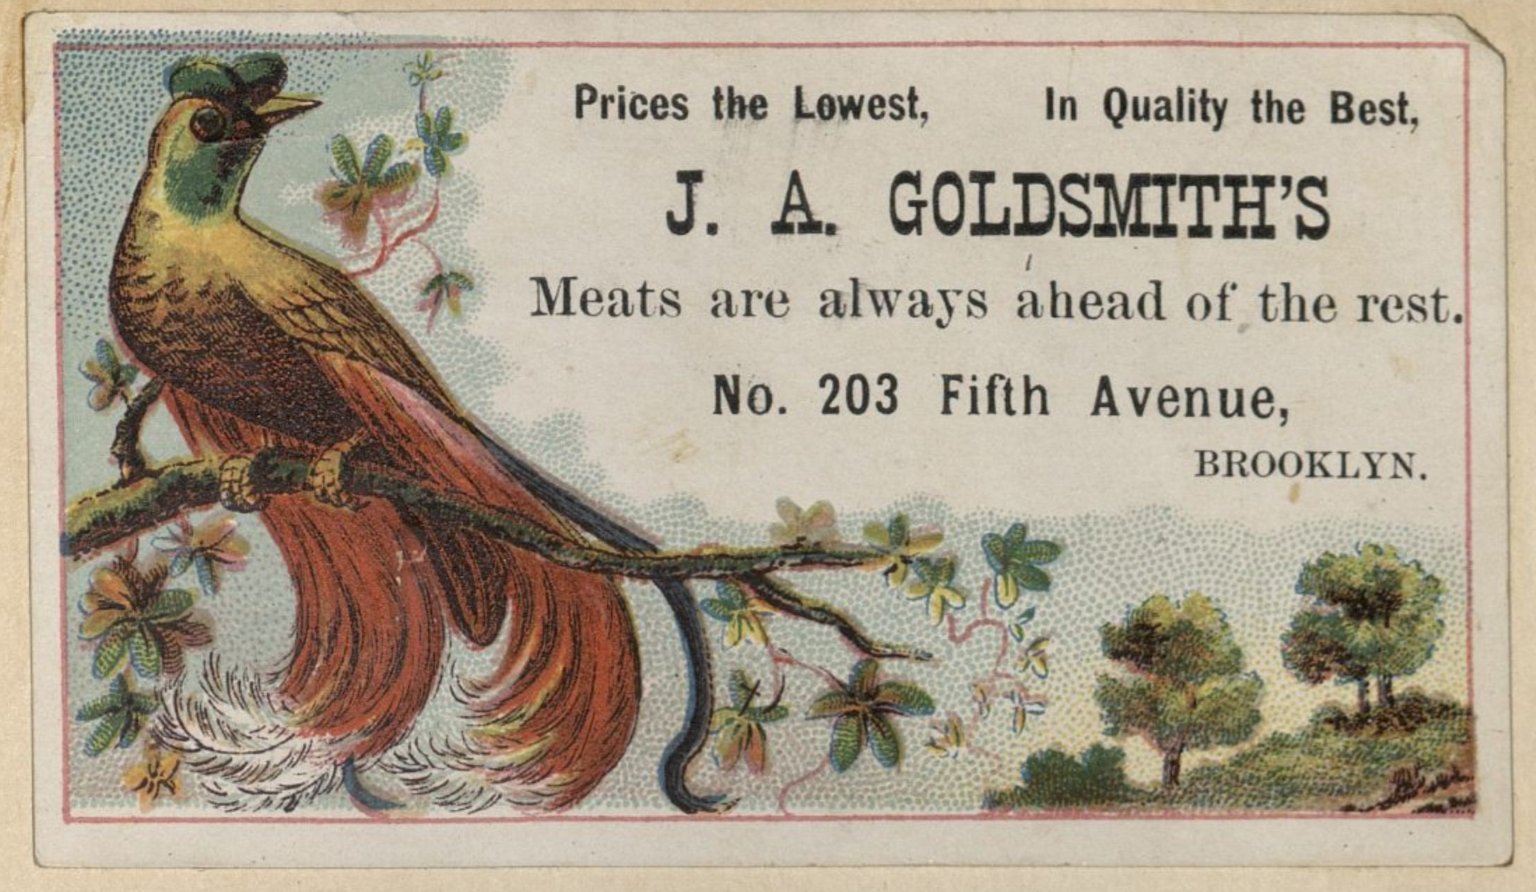 Prices the Lowest, In Quality the Best,
J. A. GOLDSMITH'S
Meats are always ahead of the rest.
No. 203 Fifth Avenue,
BROOKLYN.